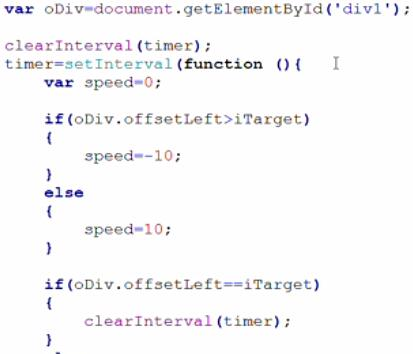 var oDiv=document.getElementById('div1');
clearInterval(timer);
timer=setInterval(function (){
var speed=0;
if(oDiv.offsetLeft>iTarget)
{
speed=-10;
}
else
{
speed=10;
}
if(oDiv.offsetLeft==iTarget)
{
clearInterval(timer);
}